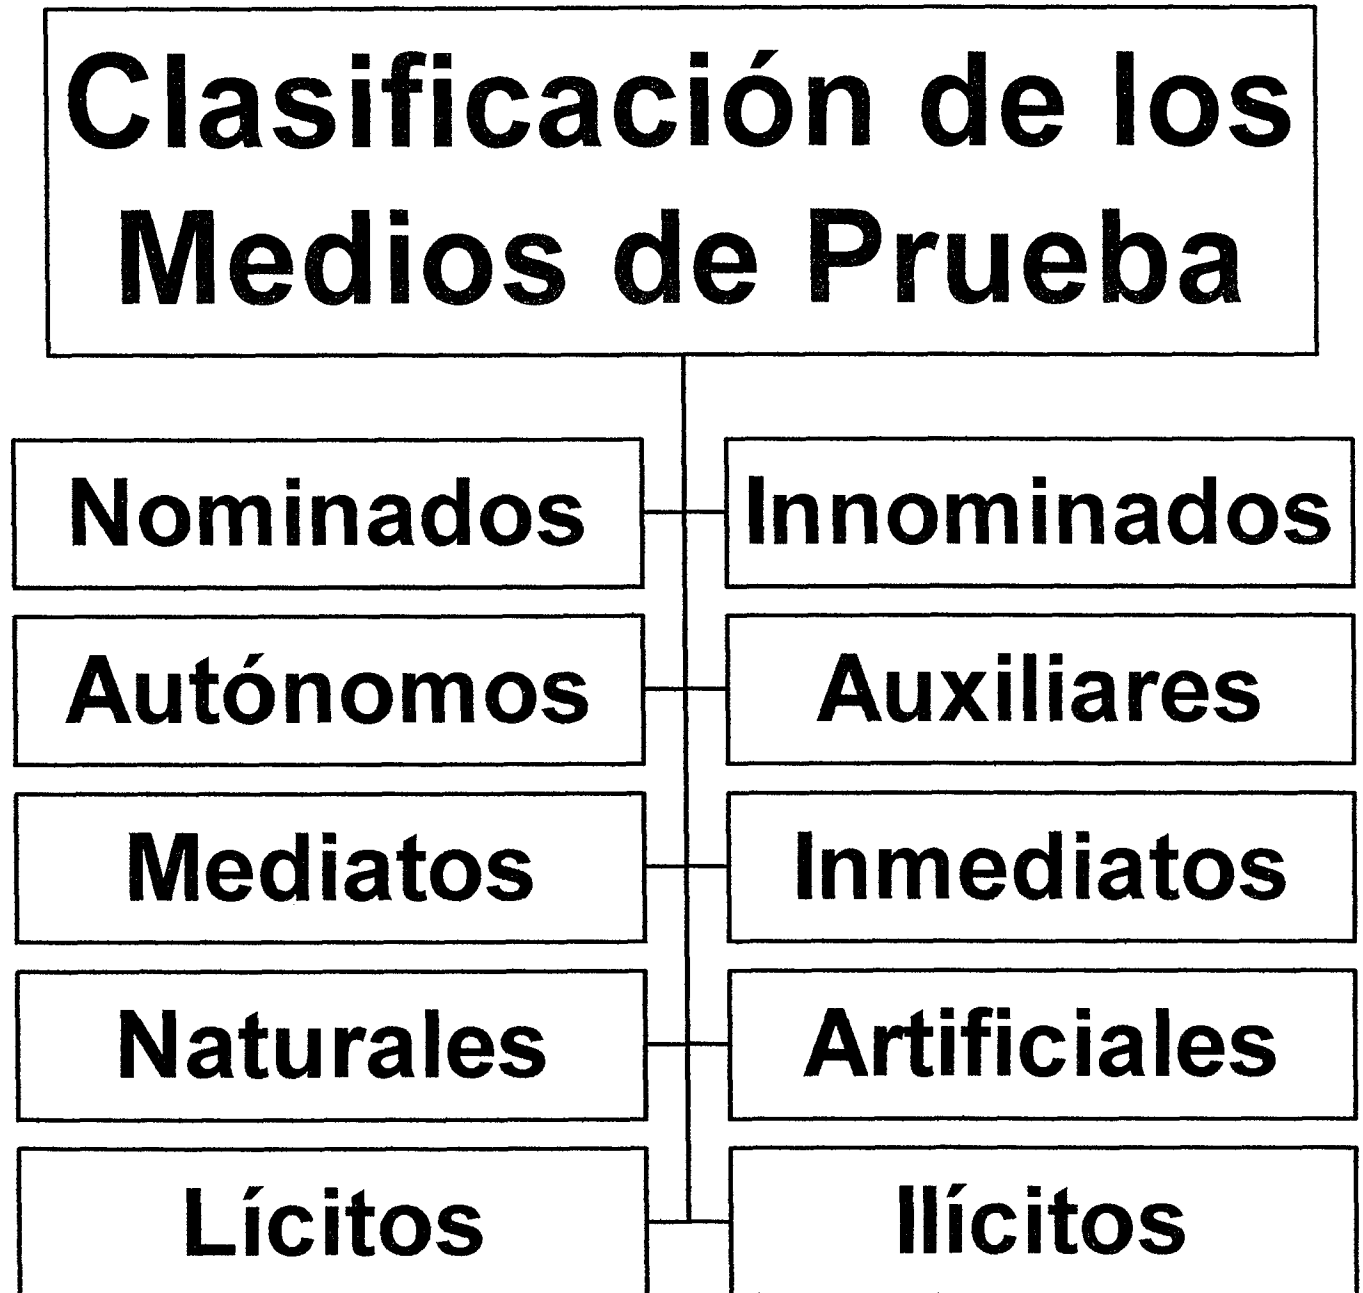 Clasificación de los
Medios de Prueba
Nominados
Innominados
Autónomos
Auxiliares
Mediatos
Inmediatos
Naturales
Artificiales
Lícitos
Ilícitos